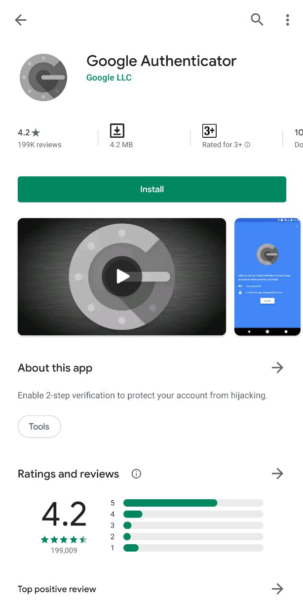 Google Authenticator
Google LLC
4.2★
199K reviews
4.2 MB
3+
Rated for 3+
10
Do
Install
About this app
Enable 2-step verification to protect your account from hijacking.
Tools
Ratings and reviews
4.2
5
4
3
2
1
199,009
Top positive review